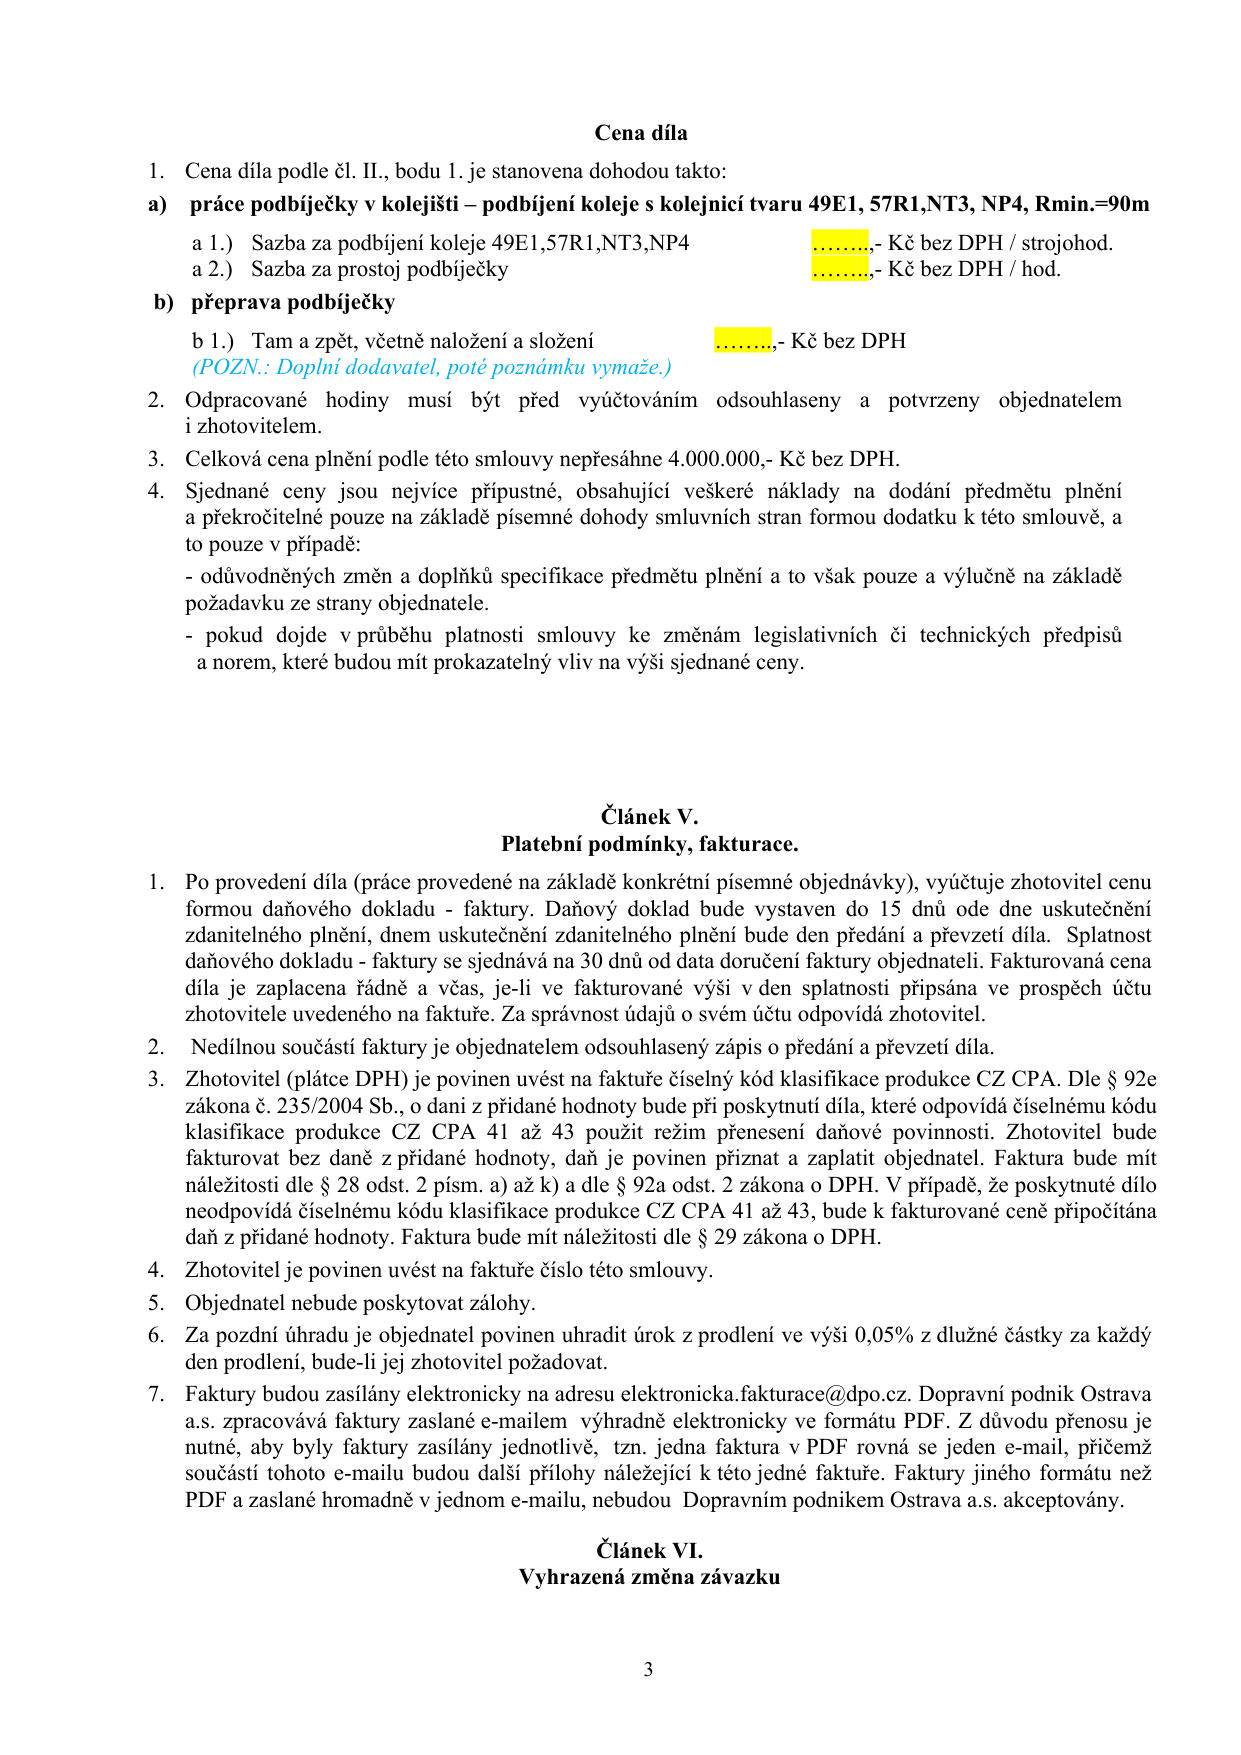 Cena díla
1. Cena díla podle čl. II., bodu 1. je stanovena dohodou takto:
a) práce podbíječky v kolejišti – podbíjení koleje s kolejnicí tvaru 49E1, 57R1,NT3, NP4, Rmin.=90m
a 1.) Sazba za podbíjení koleje 49E1,57R1,NT3,NP4 ……..,- Kč bez DPH / strojohod.
a 2.) Sazba za prostoj podbíječky ……..,- Kč bez DPH / hod.
b) přeprava podbíječky
b 1.) Tam a zpět, včetně naložení a složení ……..,- Kč bez DPH
(POZN.: Doplní dodavatel, poté poznámku vymaže.)
2. Odpracované hodiny musí být před vyúčtováním odsouhlaseny a potvrzeny objednatelem
i zhotovitelem.
3. Celková cena plnění podle této smlouvy nepřesáhne 4.000.000,- Kč bez DPH.
4. Sjednané ceny jsou nejvíce přípustné, obsahující veškeré náklady na dodání předmětu plnění
a překročitelné pouze na základě písemné dohody smluvních stran formou dodatku k této smlouvě, a
to pouze v případě:
- odůvodněných změn a doplňků specifikace předmětu plnění a to však pouze a výlučně na základě
požadavku ze strany objednatele.
- pokud dojde v průběhu platnosti smlouvy ke změnám legislativních či technických předpisů
a norem, které budou mít prokazatelný vliv na výši sjednané ceny.
Článek V.
Platební podmínky, fakturace.
1. Po provedení díla (práce provedené na základě konkrétní písemné objednávky), vyúčtuje zhotovitel cenu
formou daňového dokladu - faktury. Daňový doklad bude vystaven do 15 dnů ode dne uskutečnění
zdanitelného plnění, dnem uskutečnění zdanitelného plnění bude den předání a převzetí díla. Splatnost
daňového dokladu - faktury se sjednává na 30 dnů od data doručení faktury objednateli. Fakturovaná cena
díla je zaplacena řádně a včas, je-li ve fakturované výši v den splatnosti připsána ve prospěch účtu
zhotovitele uvedeného na faktuře. Za správnost údajů o svém účtu odpovídá zhotovitel.
2. Nedílnou součástí faktury je objednatelem odsouhlasený zápis o předání a převzetí díla.
3. Zhotovitel (plátce DPH) je povinen uvést na faktuře číselný kód klasifikace produkce CZ CPA. Dle § 92e
zákona č. 235/2004 Sb., o dani z přidané hodnoty bude při poskytnutí díla, které odpovídá číselnému kódu
klasifikace produkce CZ CPA 41 až 43 použit režim přenesení daňové povinnosti. Zhotovitel bude
fakturovat bez daně z přidané hodnoty, daň je povinen přiznat a zaplatit objednatel. Faktura bude mít
náležitosti dle § 28 odst. 2 písm. a) až k) a dle § 92a odst. 2 zákona o DPH. V případě, že poskytnuté dílo
neodpovídá číselnému kódu klasifikace produkce CZ CPA 41 až 43, bude k fakturované ceně připočítána
daň z přidané hodnoty. Faktura bude mít náležitosti dle § 29 zákona o DPH.
4. Zhotovitel je povinen uvést na faktuře číslo této smlouvy.
5. Objednatel nebude poskytovat zálohy.
6. Za pozdní úhradu je objednatel povinen uhradit úrok z prodlení ve výši 0,05% z dlužné částky za každý
den prodlení, bude-li jej zhotovitel požadovat.
7. Faktury budou zasílány elektronicky na adresu elektronicka.fakturace@dpo.cz. Dopravní podnik Ostrava
a.s. zpracovává faktury zaslané e-mailem výhradně elektronicky ve formátu PDF. Z důvodu přenosu je
nutné, aby byly faktury zasílány jednotlivě, tzn. jedna faktura v PDF rovná se jeden e-mail, přičemž
součástí tohoto e-mailu budou další přílohy náležející k této jedné faktuře. Faktury jiného formátu než
PDF a zaslané hromadně v jednom e-mailu, nebudou Dopravním podnikem Ostrava a.s. akceptovány.
Článek VI.
Vyhrazená změna závazku
3